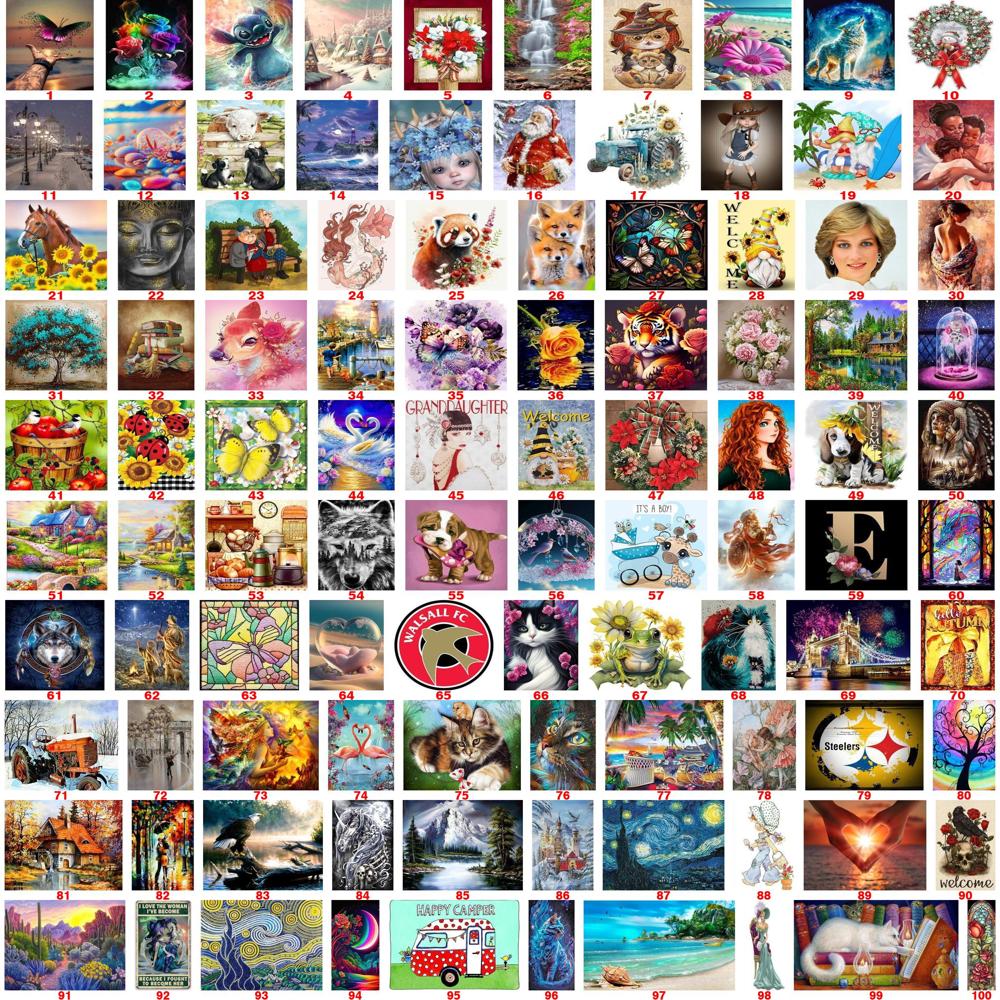 1 2 3 4 5 6 7 8 9 10
11 12 13 14 15 16 17 18 19 20
WELCOME
21 22 23 24 25 26 27 28 29 30
31 32 33 34 35 36 37 38 39 40
GRANDDAUGHTER
Welcome
WELCOME
41 42 43 44 45 46 47 48 49 50
IT'S A BOY!
E
51 52 53 54 55 56 57 58 59 60
WALSALL FC
hello
AUTUMN
61 62 63 64 65 66 67 68 69 70
Steelers
71 72 73 74 75 76 77 78 79 80
welcome
81 82 83 84 85 86 87 88 89 90
I LOVE THE WOMAN
I'VE BECOME
BECAUSE I FOUGHT
TO BECOME HER
HAPPY CAMPER
91 92 93 94 95 96 97 98 99 100